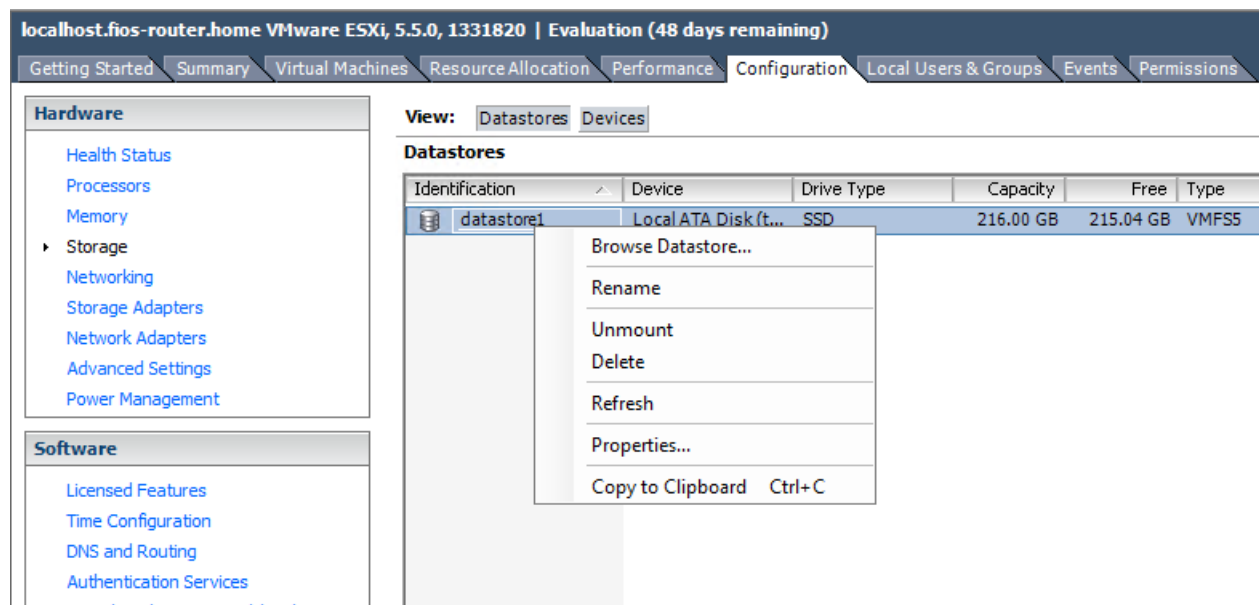 localhost.fios-router.home VMware ESXi, 5.5.0, 1331820 | Evaluation (48 days remaining)
Getting Started Summary Virtual Machines Resource Allocation Performance Configuration Local Users & Groups Events Permissions
Hardware
Health Status
Processors
Memory
Storage
Networking
Storage Adapters
Network Adapters
Advanced Settings
Power Management
Software
Licensed Features
Time Configuration
DNS and Routing
Authentication Services
View: Datastores Devices
Datastores
Identification Device Drive Type Capacity Free Type
datastore1 Local ATA Disk (t... SSD 216.00 GB 215.04 GB VMFS5
Browse Datastore...
Rename
Unmount
Delete
Refresh
Properties...
Copy to Clipboard Ctrl+C